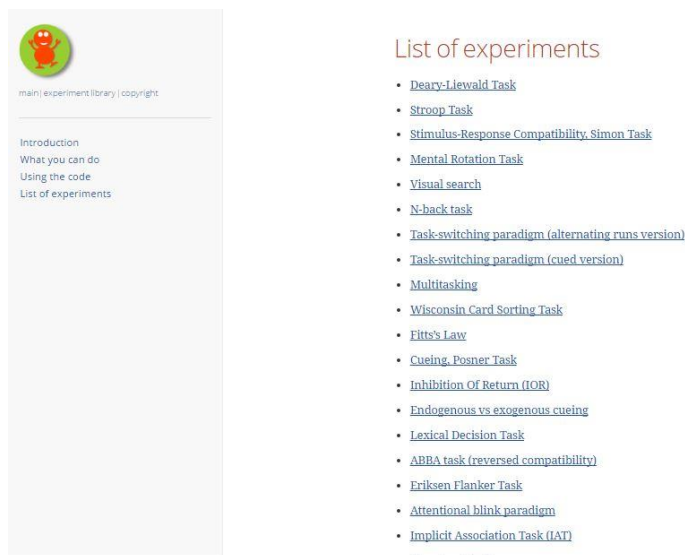 main | experiment library | copyright
Introduction
What you can do
Using the code
List of experiments
List of experiments
Deary-Liewald Task
Stroop Task
Stimulus-Response Compatibility, Simon Task
Mental Rotation Task
Visual search
N-back task
Task-switching paradigm (alternating runs version)
Task-switching paradigm (cued version)
Multitasking
Wisconsin Card Sorting Task
Fitts's Law
Cueing, Posner Task
Inhibition Of Return (IOR)
Endogenous vs exogenous cueing
Lexical Decision Task
ABBA task (reversed compatibility)
Eriksen Flanker Task
Attentional blink paradigm
Implicit Association Task (IAT)